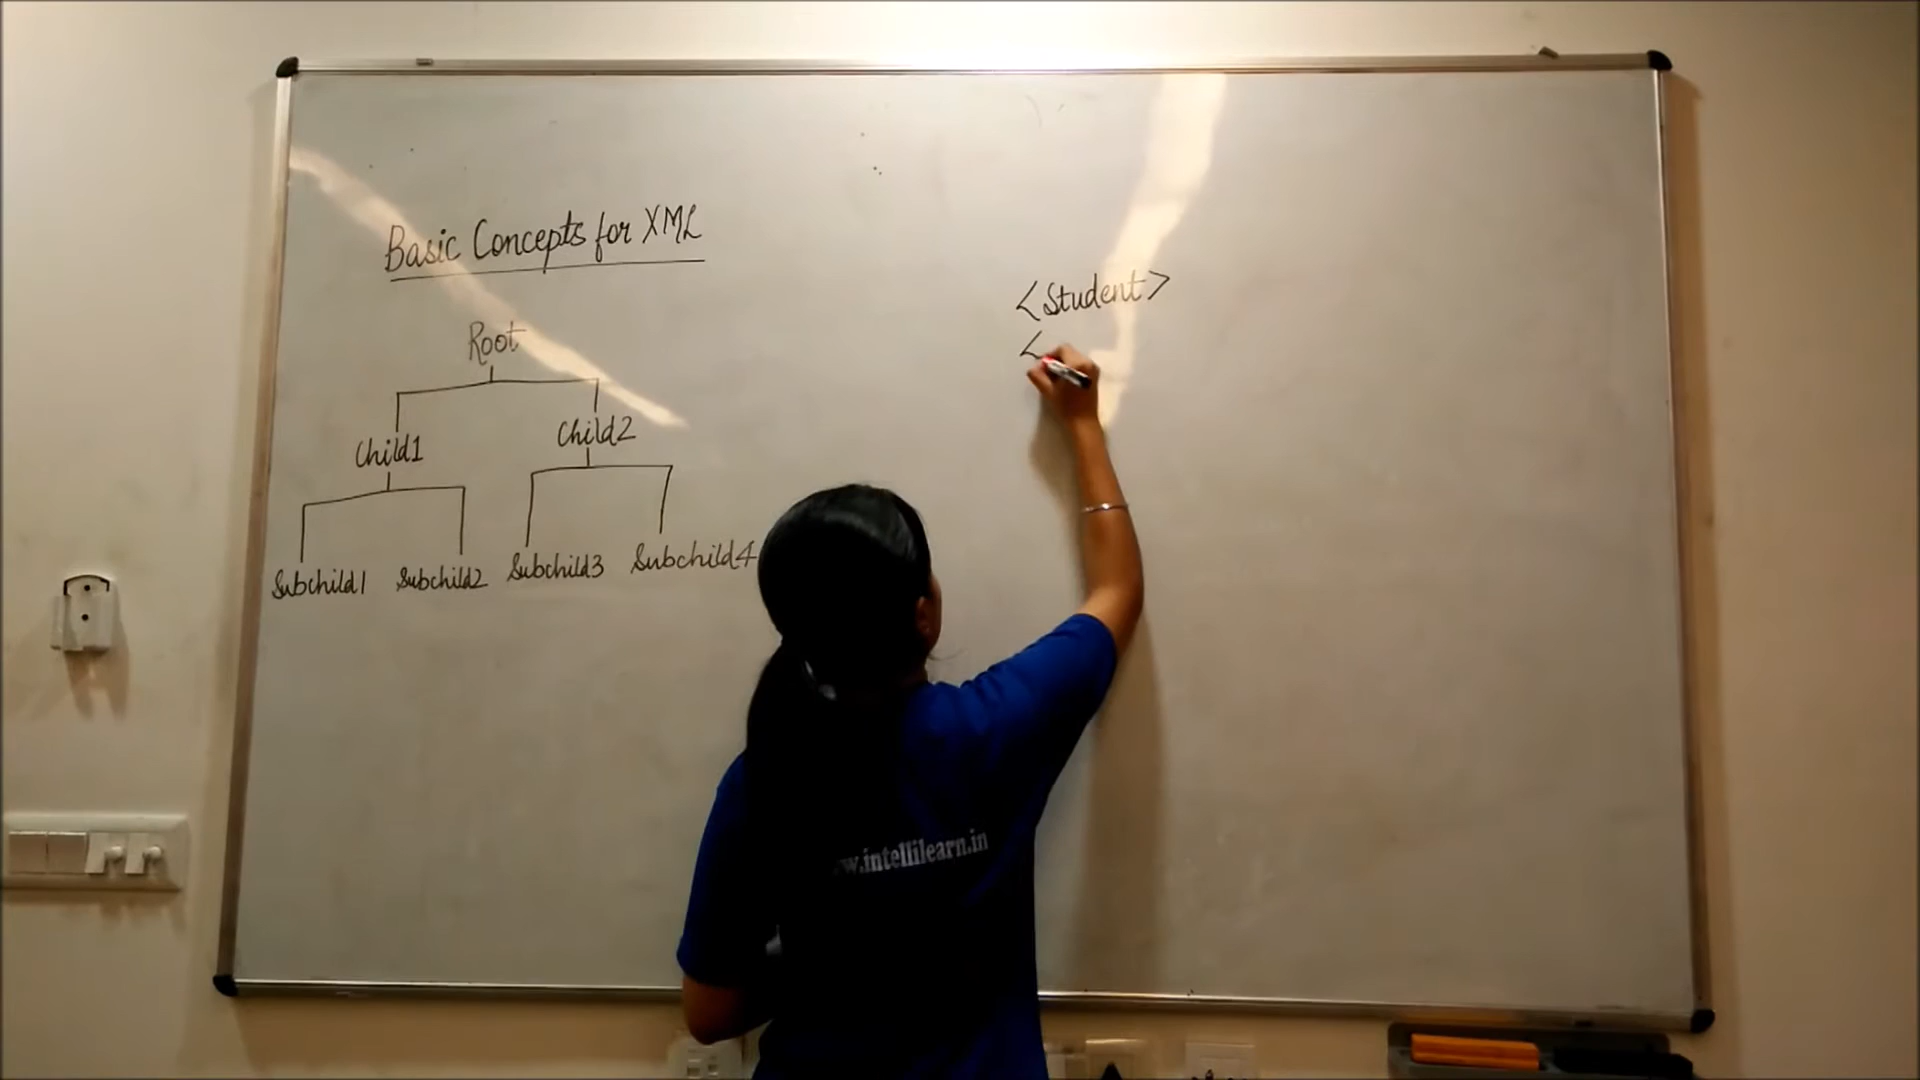 Basic Concepts for XML
Root
Child1
Child2
Subchild1
Subchild2
Subchild3
Subchild4
<Student>
<
w.intellilearn.in